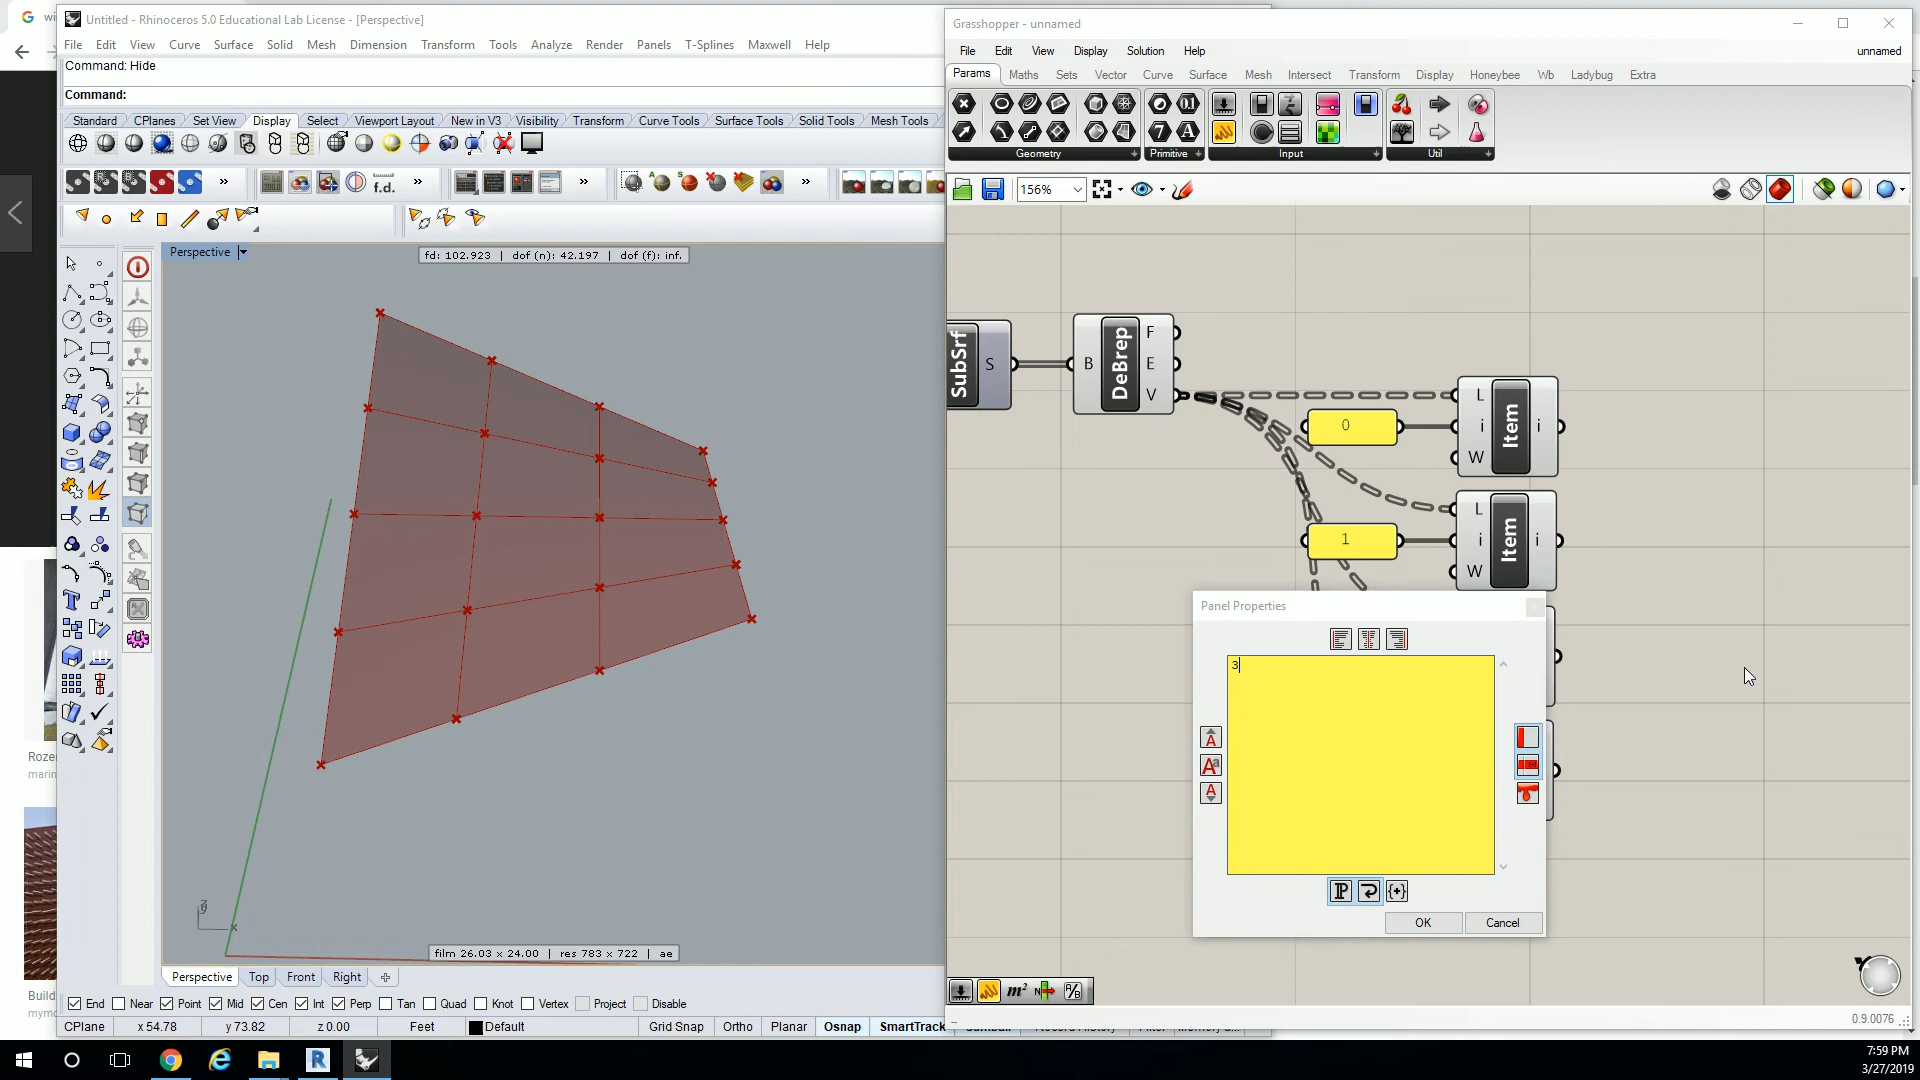 wi
Untitled - Rhinoceros 5.0 Educational Lab License - [Perspective]
File Edit View Curve Surface Solid Mesh Dimension Transform Tools Analyze Render Panels T-Splines Maxwell Help
Command: Hide
Command:
Standard CPlanes Set View Display Select Viewport Layout New in V3 Visibility Transform Curve Tools Surface Tools Solid Tools Mesh Tools
f.d.
Perspective
fd: 102.923 | dof (n): 42.197 | dof (f): inf.
x
film 26.03 x 24.00 | res 783 x 722 | ae
Perspective Top Front Right
End Near Point Mid Cen Int Perp Tan Quad Knot Vertex Project Disable
CPlane x 54.78 y 73.82 z 0.00 Feet Default Grid Snap Ortho Planar Osnap SmartTrack
Rozer
marin
Build
mymo
Grasshopper - unnamed
File Edit View Display Solution Help unnamed
Params Maths Sets Vector Curve Surface Mesh Intersect Transform Display Honeybee Wb Ladybug Extra
Geometry Primitive Input Util
156%
SubSrf S
B DeBrep F E V
0
L i W Item i
1
L i W Item i
Panel Properties
3
OK Cancel
0.9.0076
7:59 PM
3/27/2019